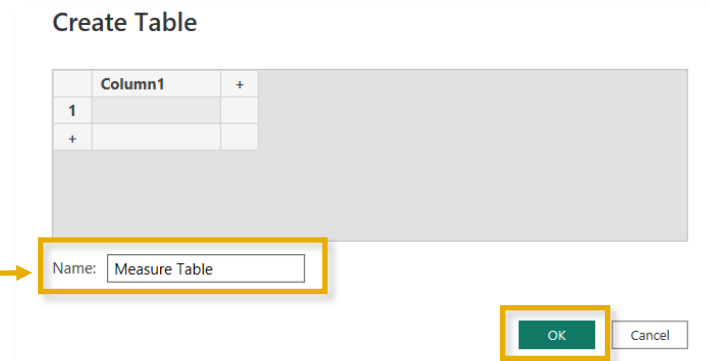 Create Table
Column1 +
1
+
Name: Measure Table
OK Cancel